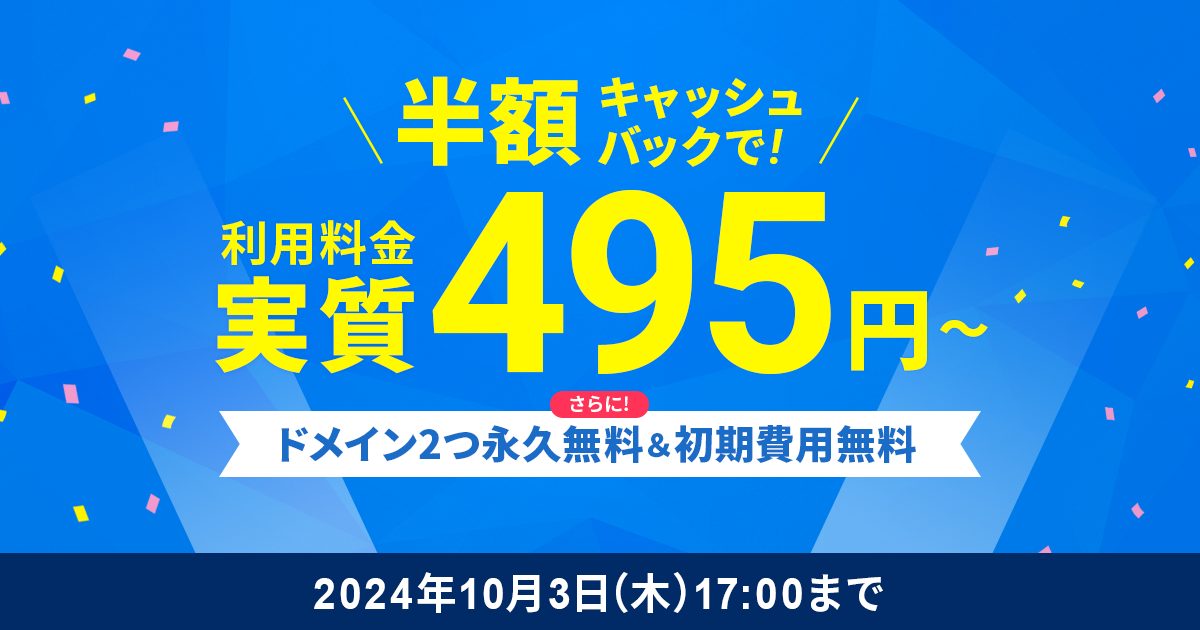 半額 キャッシュ
バックで!
利用料金
実質 495円~
さらに!
ドメイン2つ永久無料&初期費用無料
2024年10月3日(木)17:00まで